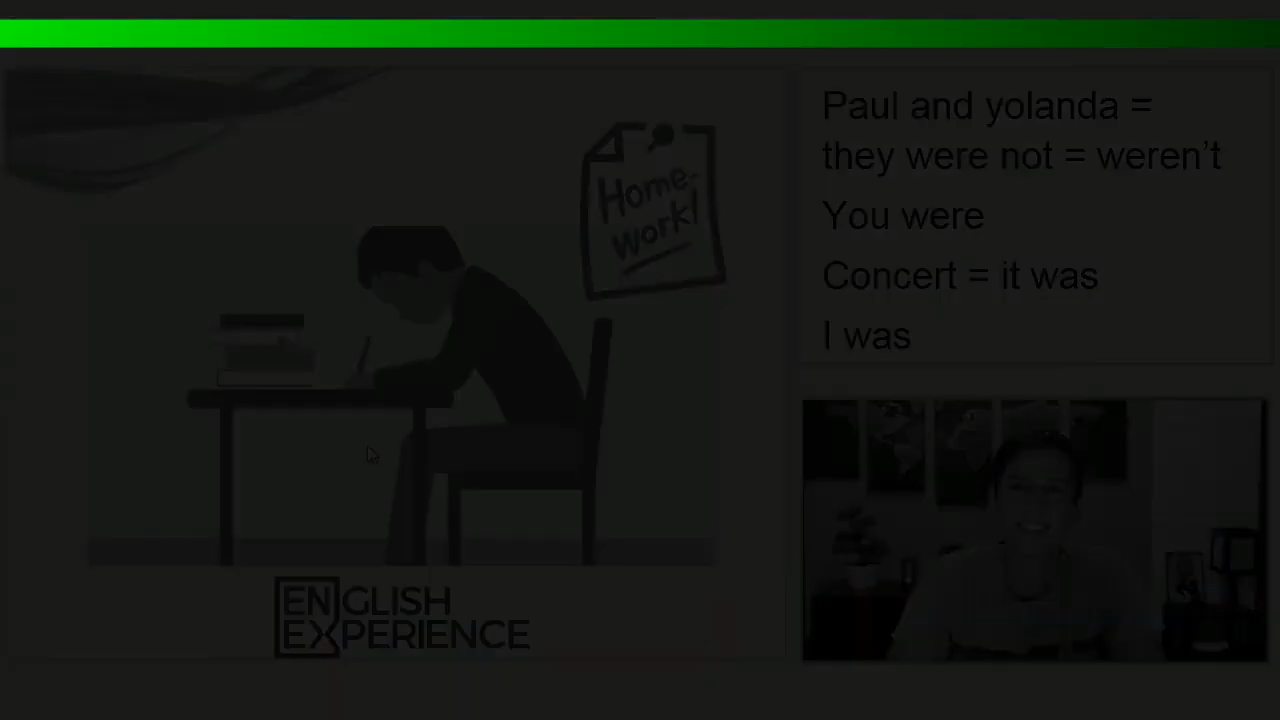 Home-
work!
ENGLISH
EXPERIENCE
Paul and yolanda =
they were not = weren’t
You were
Concert = it was
I was